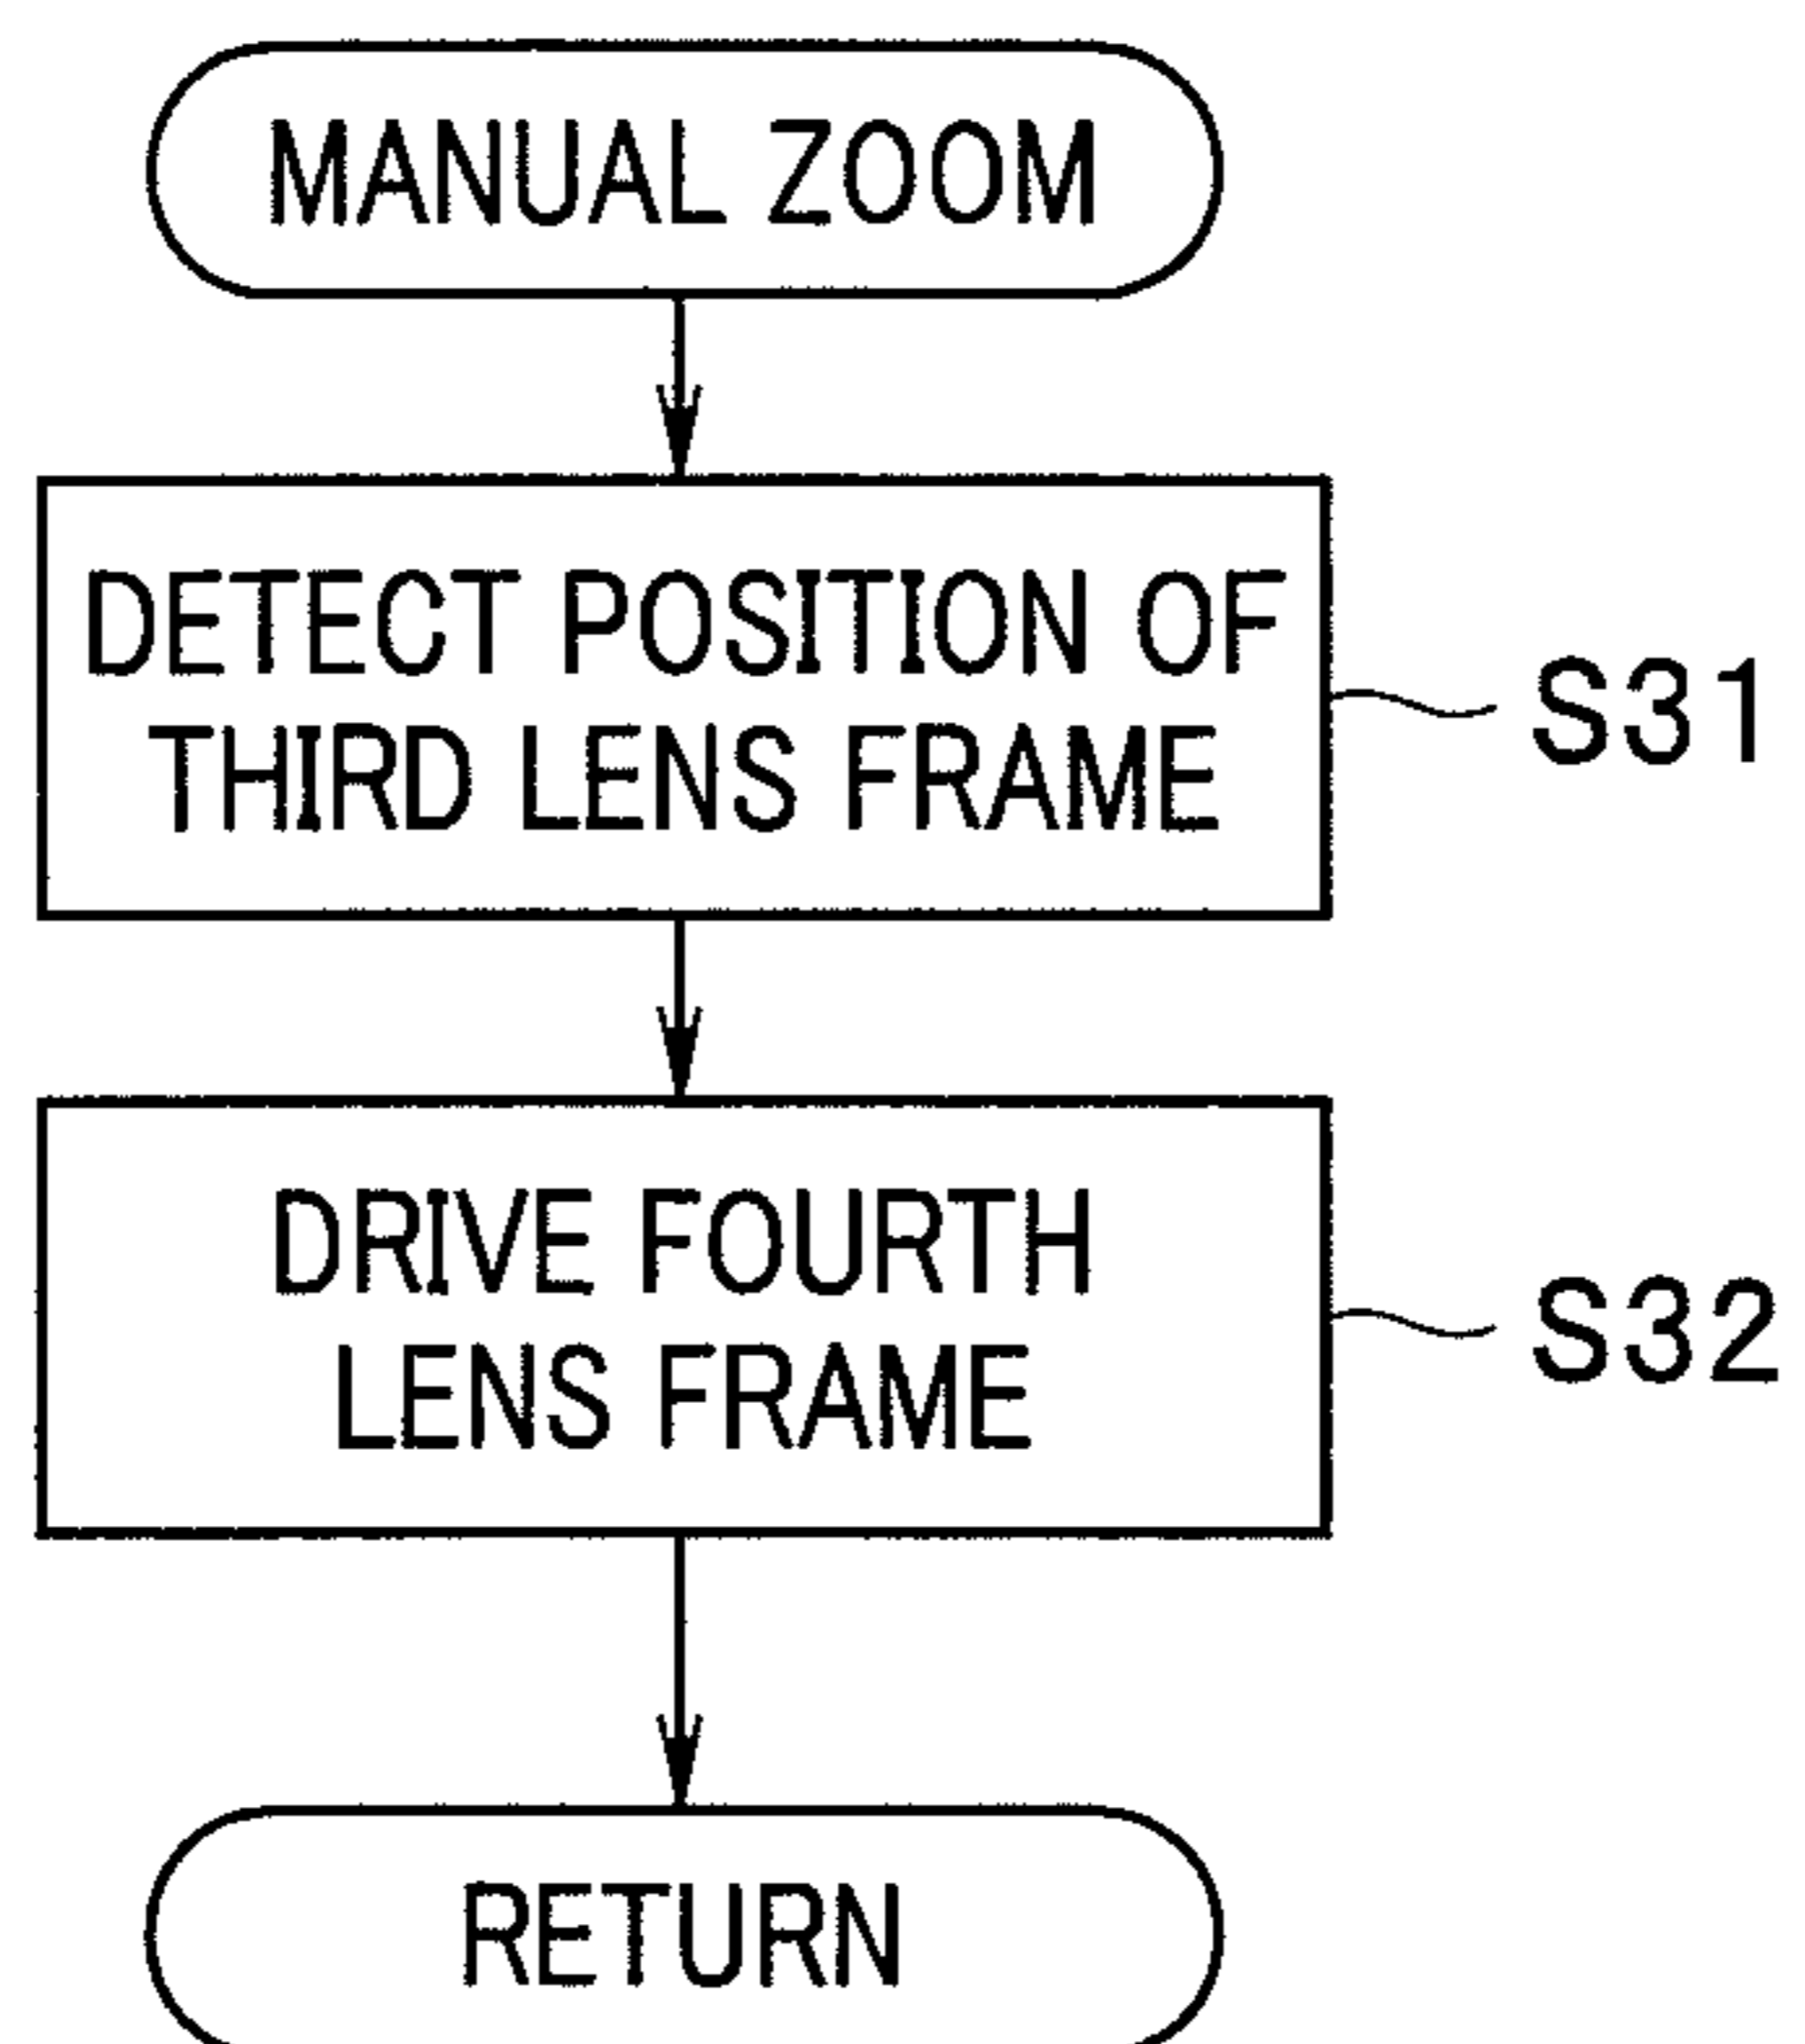 MANUAL ZOOM
DETECT POSITION OF
THIRD LENS FRAME
S31
DRIVE FOURTH
LENS FRAME
S32
RETURN